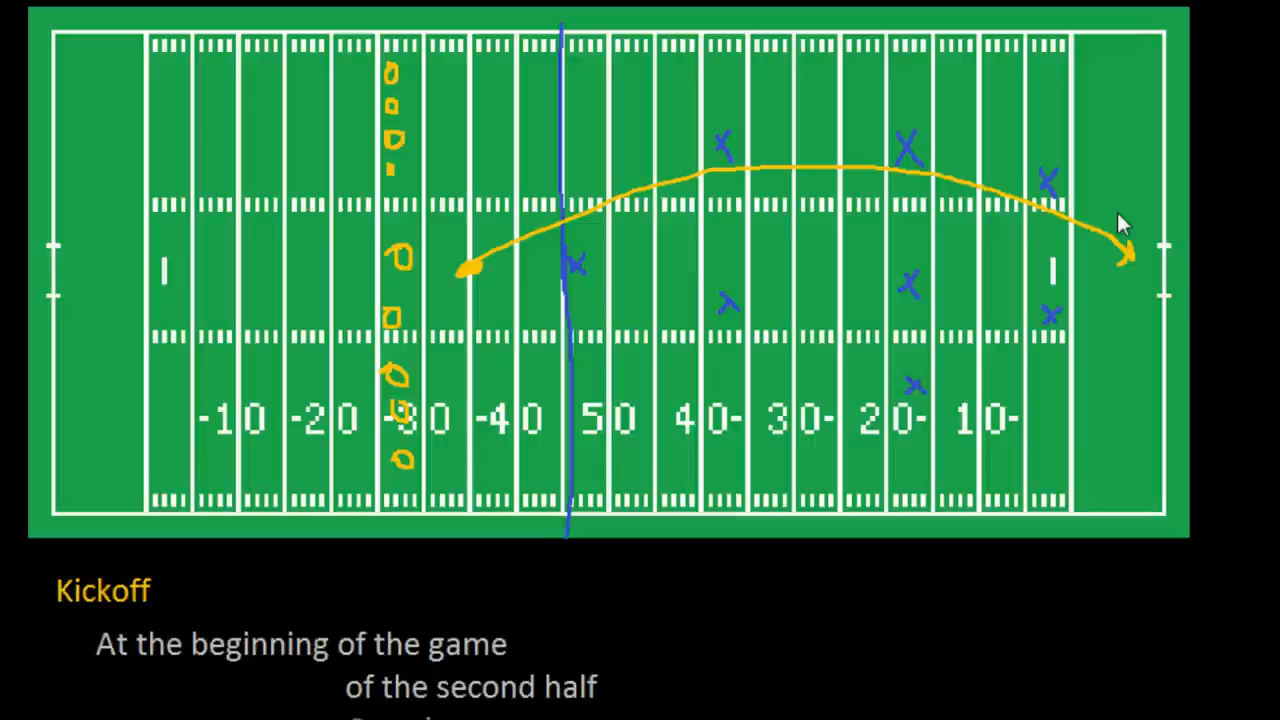 -10 -20 -30 -40 50 40- 30- 20- 10-
Kickoff
At the beginning of the game
of the second half